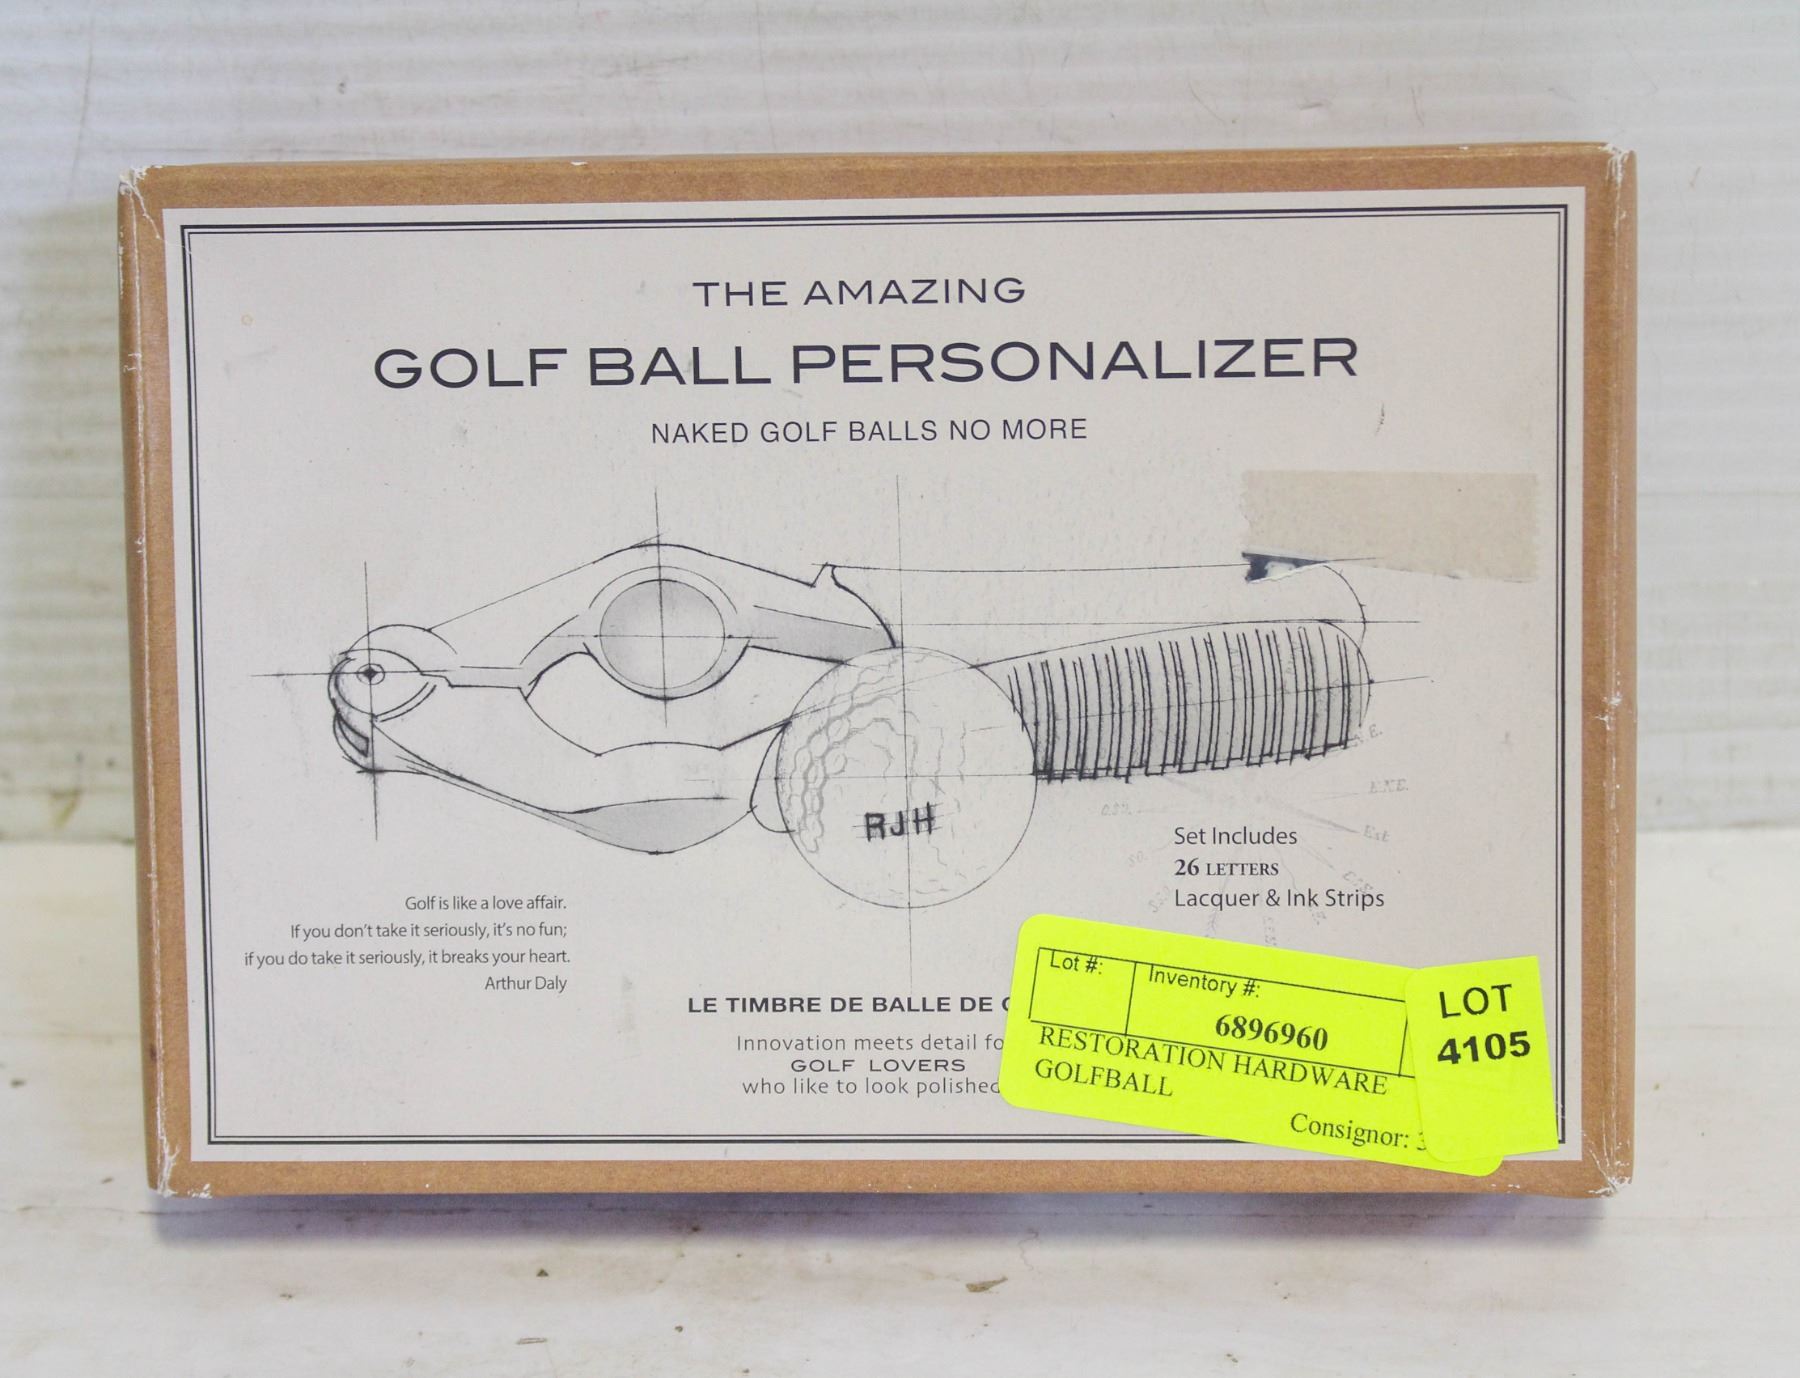 THE AMAZING
GOLF BALL PERSONALIZER
NAKED GOLF BALLS NO MORE
RJH
Set Includes
26 LETTERS
Lacquer & Ink Strips
Golf is like a love affair.
If you don't take it seriously, it's no fun;
if you do take it seriously, it breaks your heart.
Arthur Daly
LE TIMBRE DE BALLE DE
Innovation meets detail
GOLF LOVERS
who like to look polished
Lot #:
Inventory #:
6896960
RESTORATION HARDWARE
GOLFBALL
Consignor:
LOT
4105